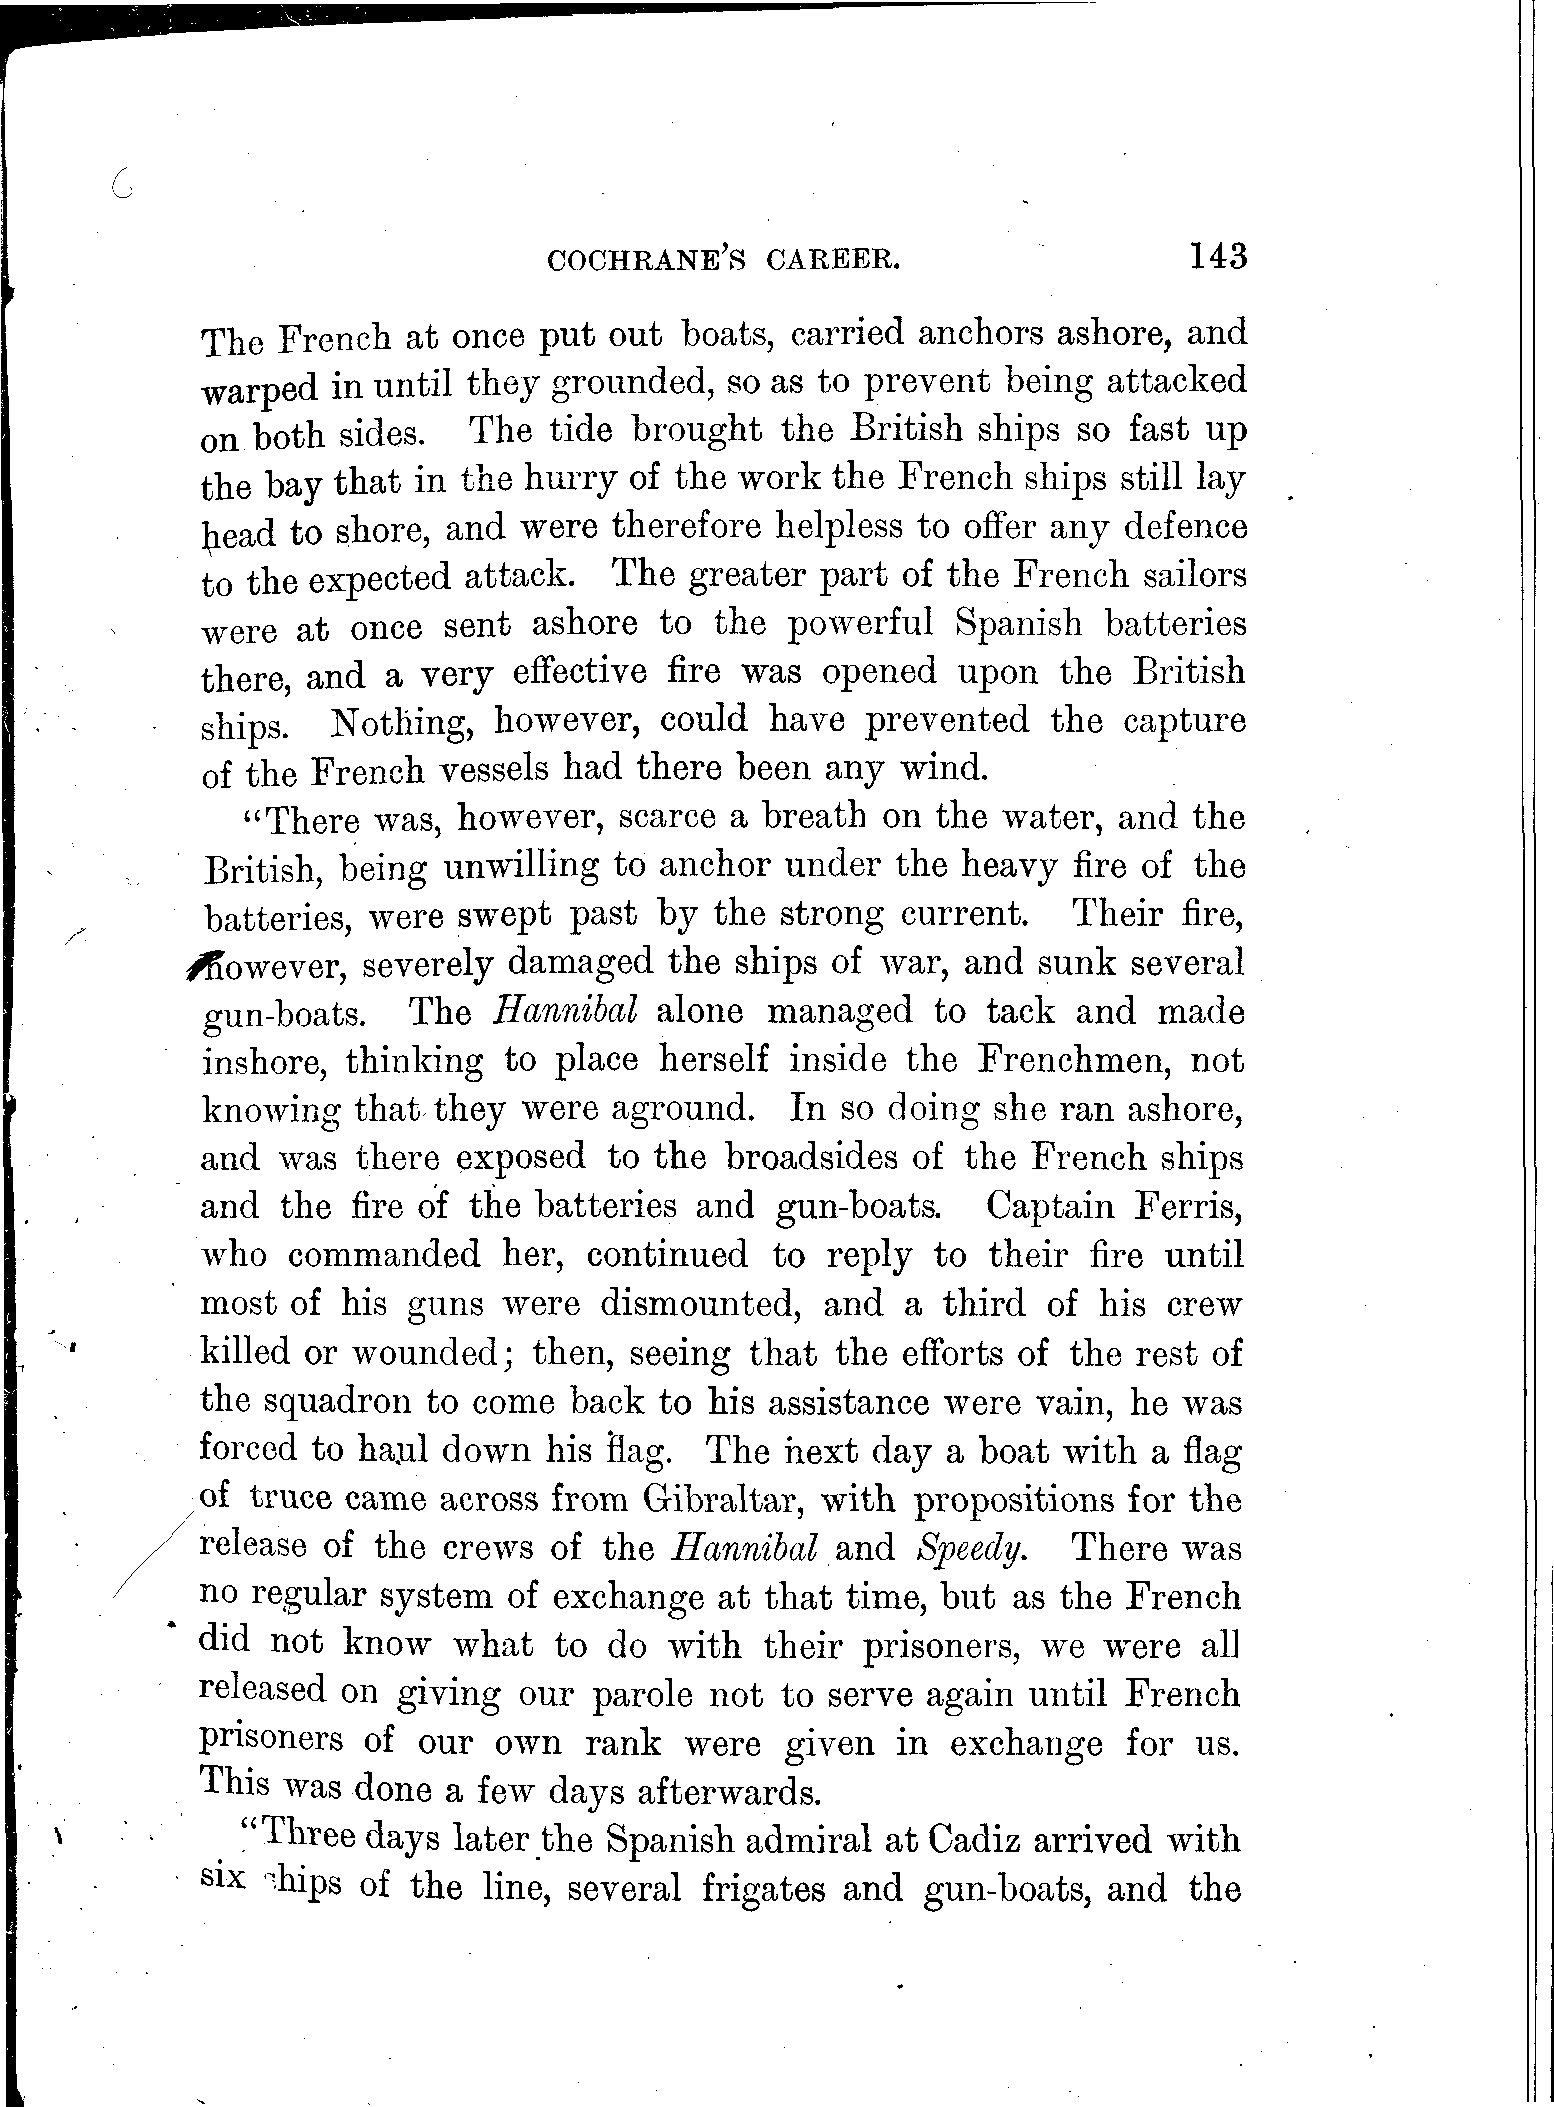 COCHRANE'S CAREER. 143
The French at once put out boats, carried anchors ashore, and
warped in until they grounded, so as to prevent being attacked
on both sides. The tide brought the British ships so fast up
the bay that in the hurry of the work the French ships still lay
head to shore, and were therefore helpless to offer any defence
to the expected attack. The greater part of the French sailors
were at once sent ashore to the powerful Spanish batteries
there, and a very effective fire was opened upon the British
ships. Nothing, however, could have prevented the capture
of the French vessels had there been any wind.
"There was, however, scarce a breath on the water, and the
British, being unwilling to anchor under the heavy fire of the
batteries, were swept past by the strong current. Their fire,
however, severely damaged the ships of war, and sunk several
gun-boats. The Hannibal alone managed to tack and made
inshore, thinking to place herself inside the Frenchmen, not
knowing that they were aground. In so doing she ran ashore,
and was there exposed to the broadsides of the French ships
and the fire of the batteries and gun-boats. Captain Ferris,
who commanded her, continued to reply to their fire until
most of his guns were dismounted, and a third of his crew
killed or wounded; then, seeing that the efforts of the rest of
the squadron to come back to his assistance were vain, he was
forced to haul down his flag. The next day a boat with a flag
of truce came across from Gibraltar, with propositions for the
release of the crews of the Hannibal and Speedy. There was
no regular system of exchange at that time, but as the French
did not know what to do with their prisoners, we were all
released on giving our parole not to serve again until French
prisoners of our own rank were given in exchange for us.
This was done a few days afterwards.
"Three days later the Spanish admiral at Cadiz arrived with
six ships of the line, several frigates and gun-boats, and the